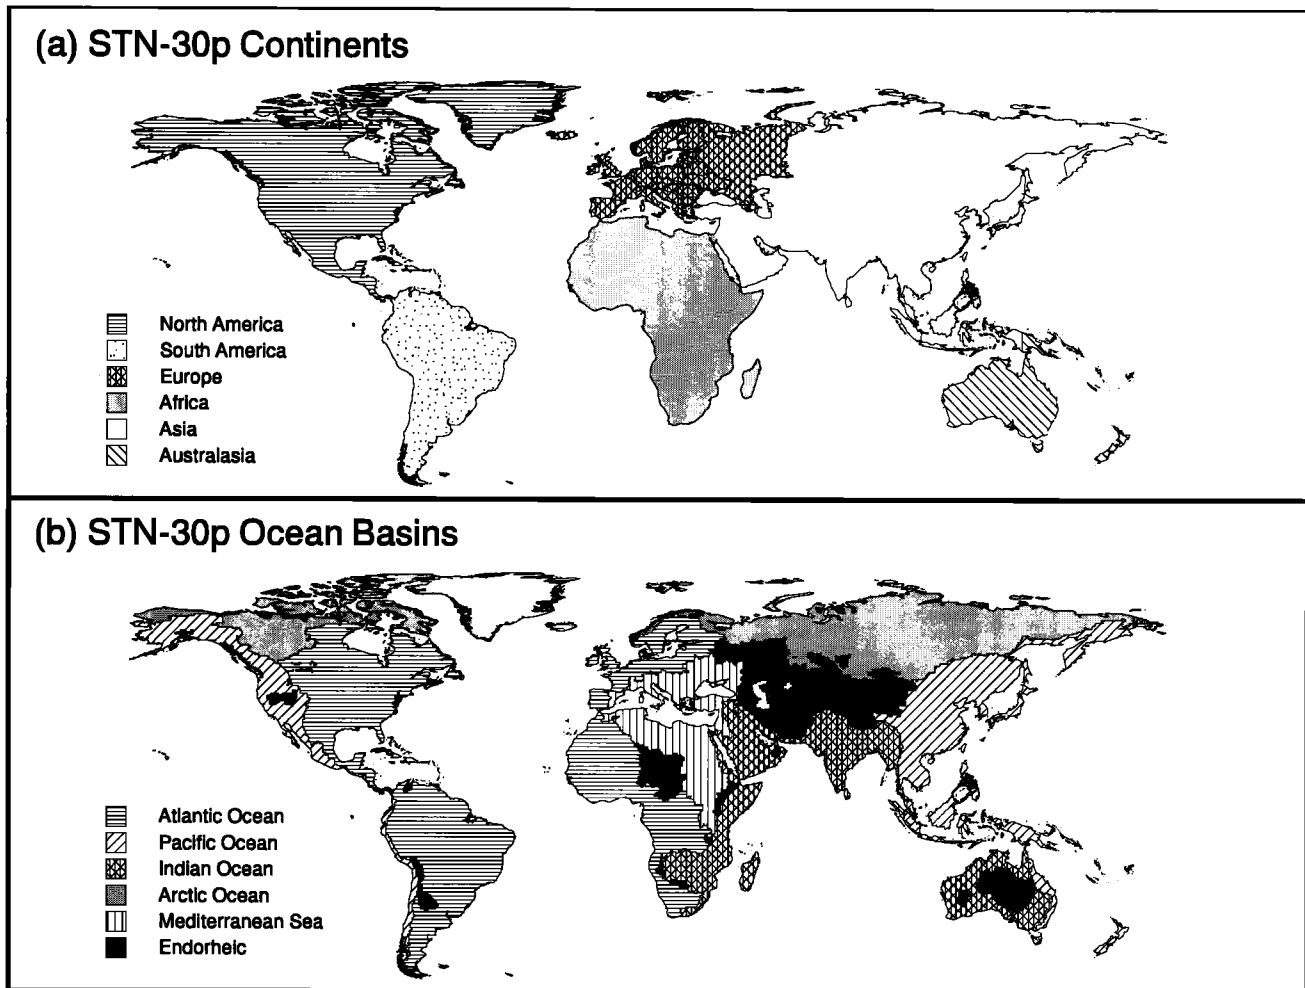 (a) STN-30p Continents
North America
South America
Europe
Africa
Asia
Australasia
(b) STN-30p Ocean Basins
Atlantic Ocean
Pacific Ocean
Indian Ocean
Arctic Ocean
Mediterranean Sea
Endorheic